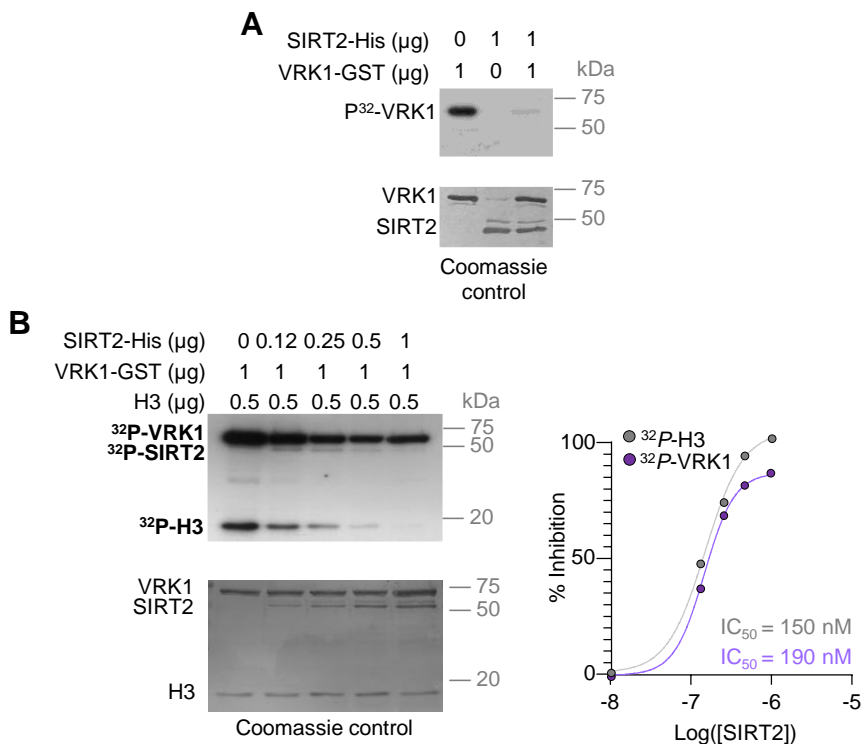 A
SIRT2-His (µg) 0 1 1
VRK1-GST (µg) 1 0 1
kDa
P³²-VRK1
75
50
VRK1
SIRT2
75
50
Coomassie
control
B
SIRT2-His (µg) 0 0.12 0.25 0.5 1
VRK1-GST (µg) 1 1 1 1 1
H3 (µg) 0.5 0.5 0.5 0.5 0.5
kDa
³²P-VRK1
³²P-SIRT2
³²P-H3
75
50
20
VRK1
SIRT2
H3
75
50
20
Coomassie control
³²P-H3
³²P-VRK1
% Inhibition
100
50
0
IC₅₀ = 150 nM
IC₅₀ = 190 nM
-8 -7 -6 -5
Log([SIRT2])